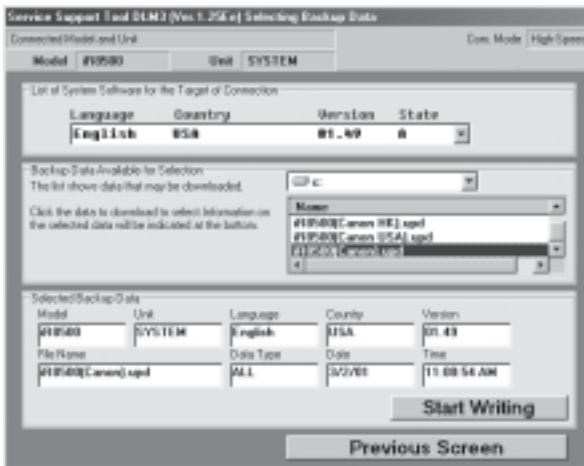 Service Support Tool DLM3 (Ver.1.25Ee) Selecting Backup Data
Connected Model and Unit
Com. Mode High Speed
Model iR8500 Unit SYSTEM
List of System Software for the Target of Connection
Language Country Version State
English USA 01.49 A
Backup Data Available for Selection
The list shows data that may be downloaded.
Click the data to download to select Information on
the selected data will be indicated at the bottom.
c:
Name
iR8500(Canon HK).upd
iR8500(Canon USA).upd
iR8500(Canon).upd
Selected Backup Data
Model Unit Language County Version
iR8500 SYSTEM English USA 01.49
File Name Data Type Date Time
iR8500(Canon).upd ALL 3/2/01 11:08:54 AM
Start Writing
Previous Screen